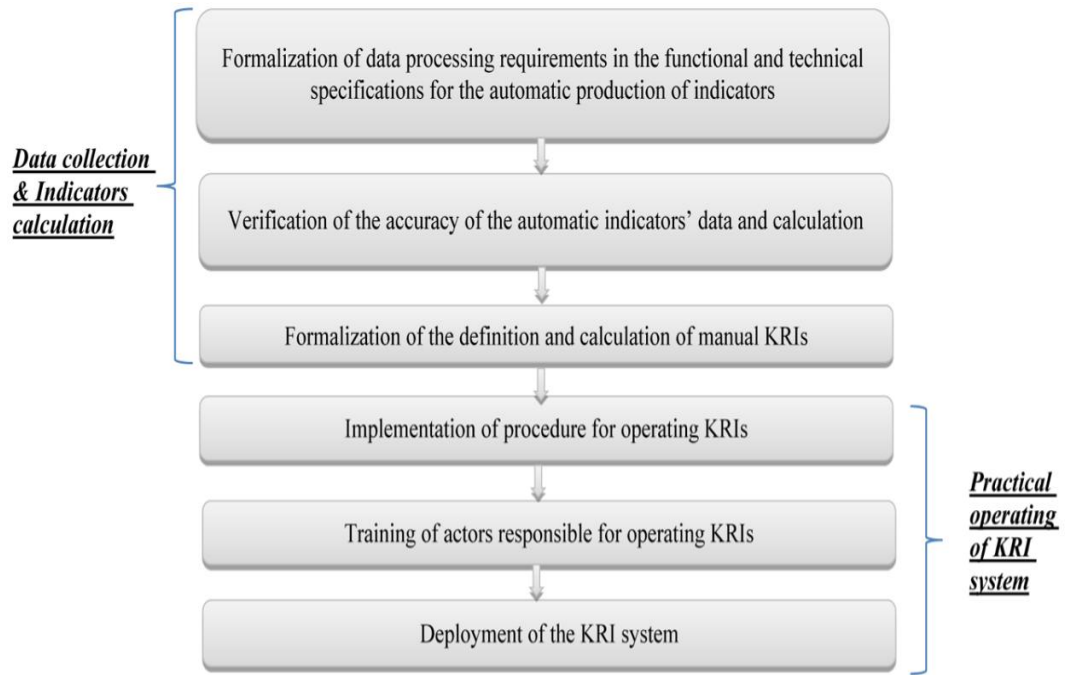 Formalization of data processing requirements in the functional and technical
specifications for the automatic production of indicators
Data collection
& Indicators
calculation
Verification of the accuracy of the automatic indicators’ data and calculation
Formalization of the definition and calculation of manual KRIs
Implementation of procedure for operating KRIs
Training of actors responsible for operating KRIs
Practical
operating
of KRI
system
Deployment of the KRI system